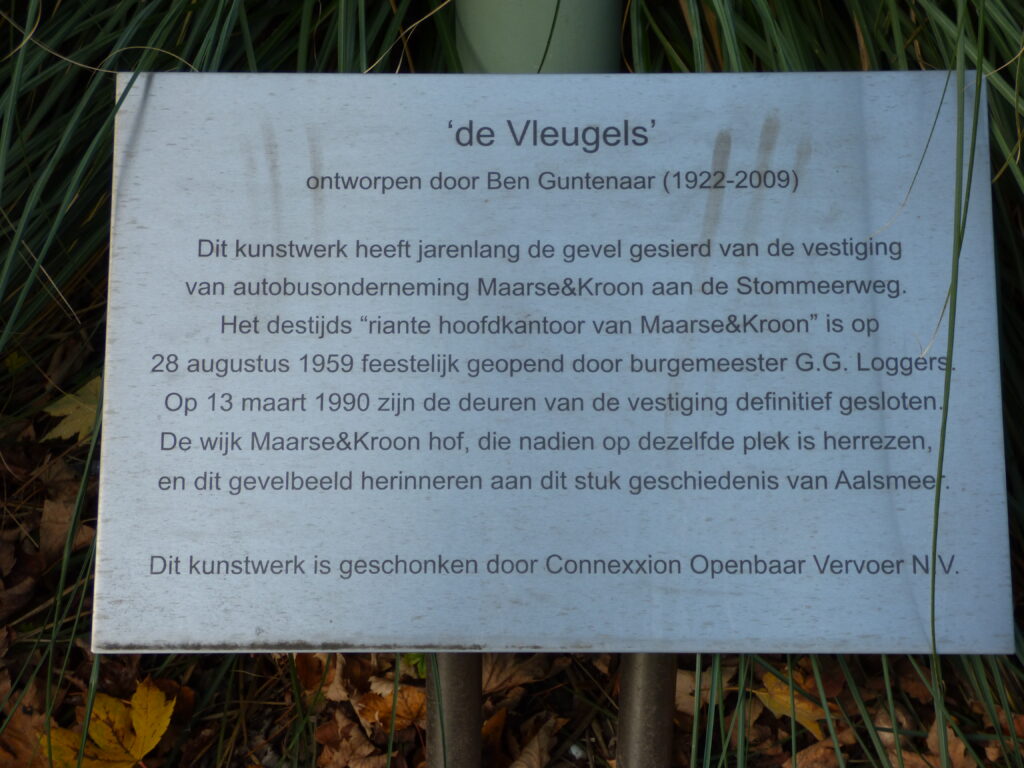 ‘de Vleugels’
ontworpen door Ben Guntenaar (1922-2009)
Dit kunstwerk heeft jarenlang de gevel gesierd van de vestiging
van autobusonderneming Maarse&Kroon aan de Stommeerweg.
Het destijds “riante hoofdkantoor van Maarse&Kroon” is op
28 augustus 1959 feestelijk geopend door burgemeester G.G. Loggers.
Op 13 maart 1990 zijn de deuren van de vestiging definitief gesloten.
De wijk Maarse&Kroon hof, die nadien op dezelfde plek is herrezen,
en dit gevelbeeld herinneren aan dit stuk geschiedenis van Aalsmeer.
Dit kunstwerk is geschonken door Connexxion Openbaar Vervoer N.V.